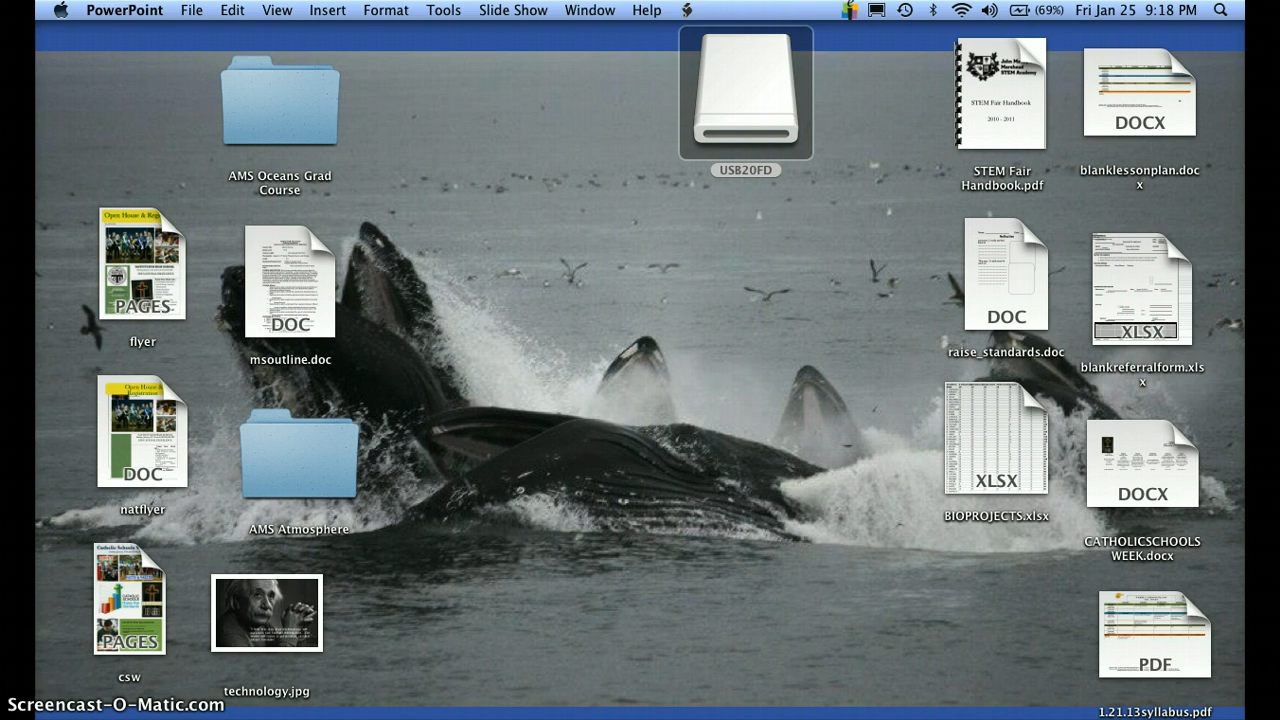 PowerPoint File Edit View Insert Format Tools Slide Show Window Help (69%) Fri Jan 25 9:18 PM
AMS Oceans Grad
Course
USB20FD
STEM Fair Handbook
2010 - 2011
STEM Fair
Handbook.pdf
DOCX
blanklessonplan.doc
x
PAGES
flyer
DOC
msoutline.doc
DOC
raise_standards.doc
XLSX
blankreferralform.xls
x
DOC
natflyer
AMS Atmosphere
XLSX
BIOPROJECTS.xlsx
DOCX
CATHOLICSCHOOLS
WEEK.docx
PAGES
csw
technology.jpg
PDF
1.21.13syllabus.pdf
Screencast-O-Matic.com